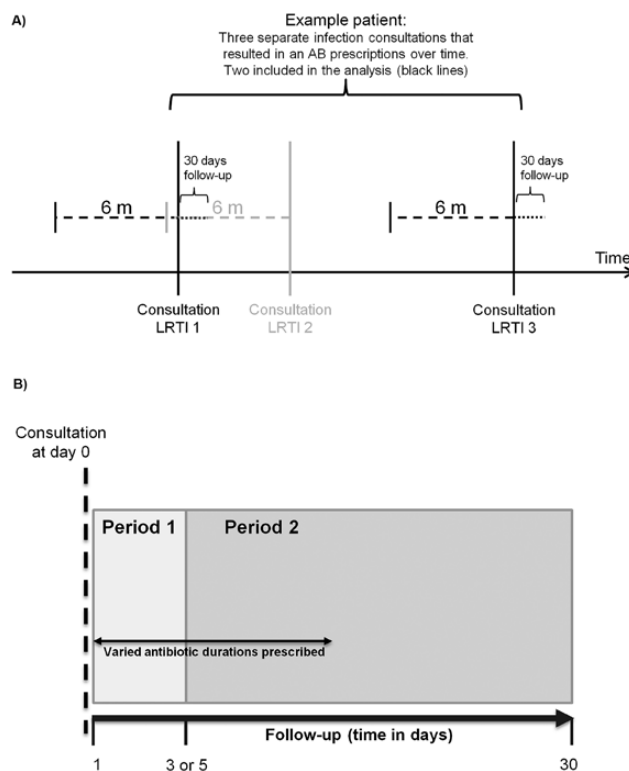 A)
Example patient:
Three separate infection consultations that
resulted in an AB prescriptions over time.
Two included in the analysis (black lines)
30 days
follow-up
30 days
follow-up
6 m
6 m
6 m
Time
Consultation
LRTI 1
Consultation
LRTI 2
Consultation
LRTI 3
B)
Consultation
at day 0
Period 1
Period 2
Varied antibiotic durations prescribed
Follow-up (time in days)
1
3 or 5
30